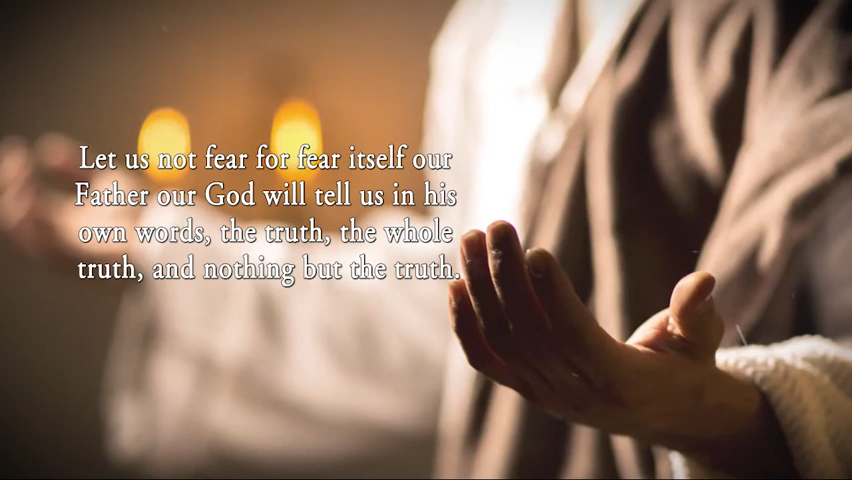 Let us not fear for fear itself our
Father our God will tell us in his
own words, the truth, the whole
truth, and nothing but the truth.